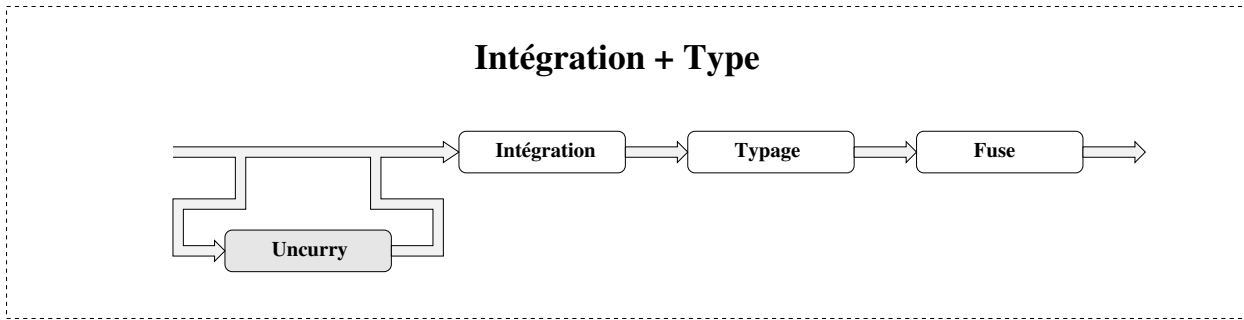 Intégration + Type
Intégration
Typage
Fuse
Uncurry